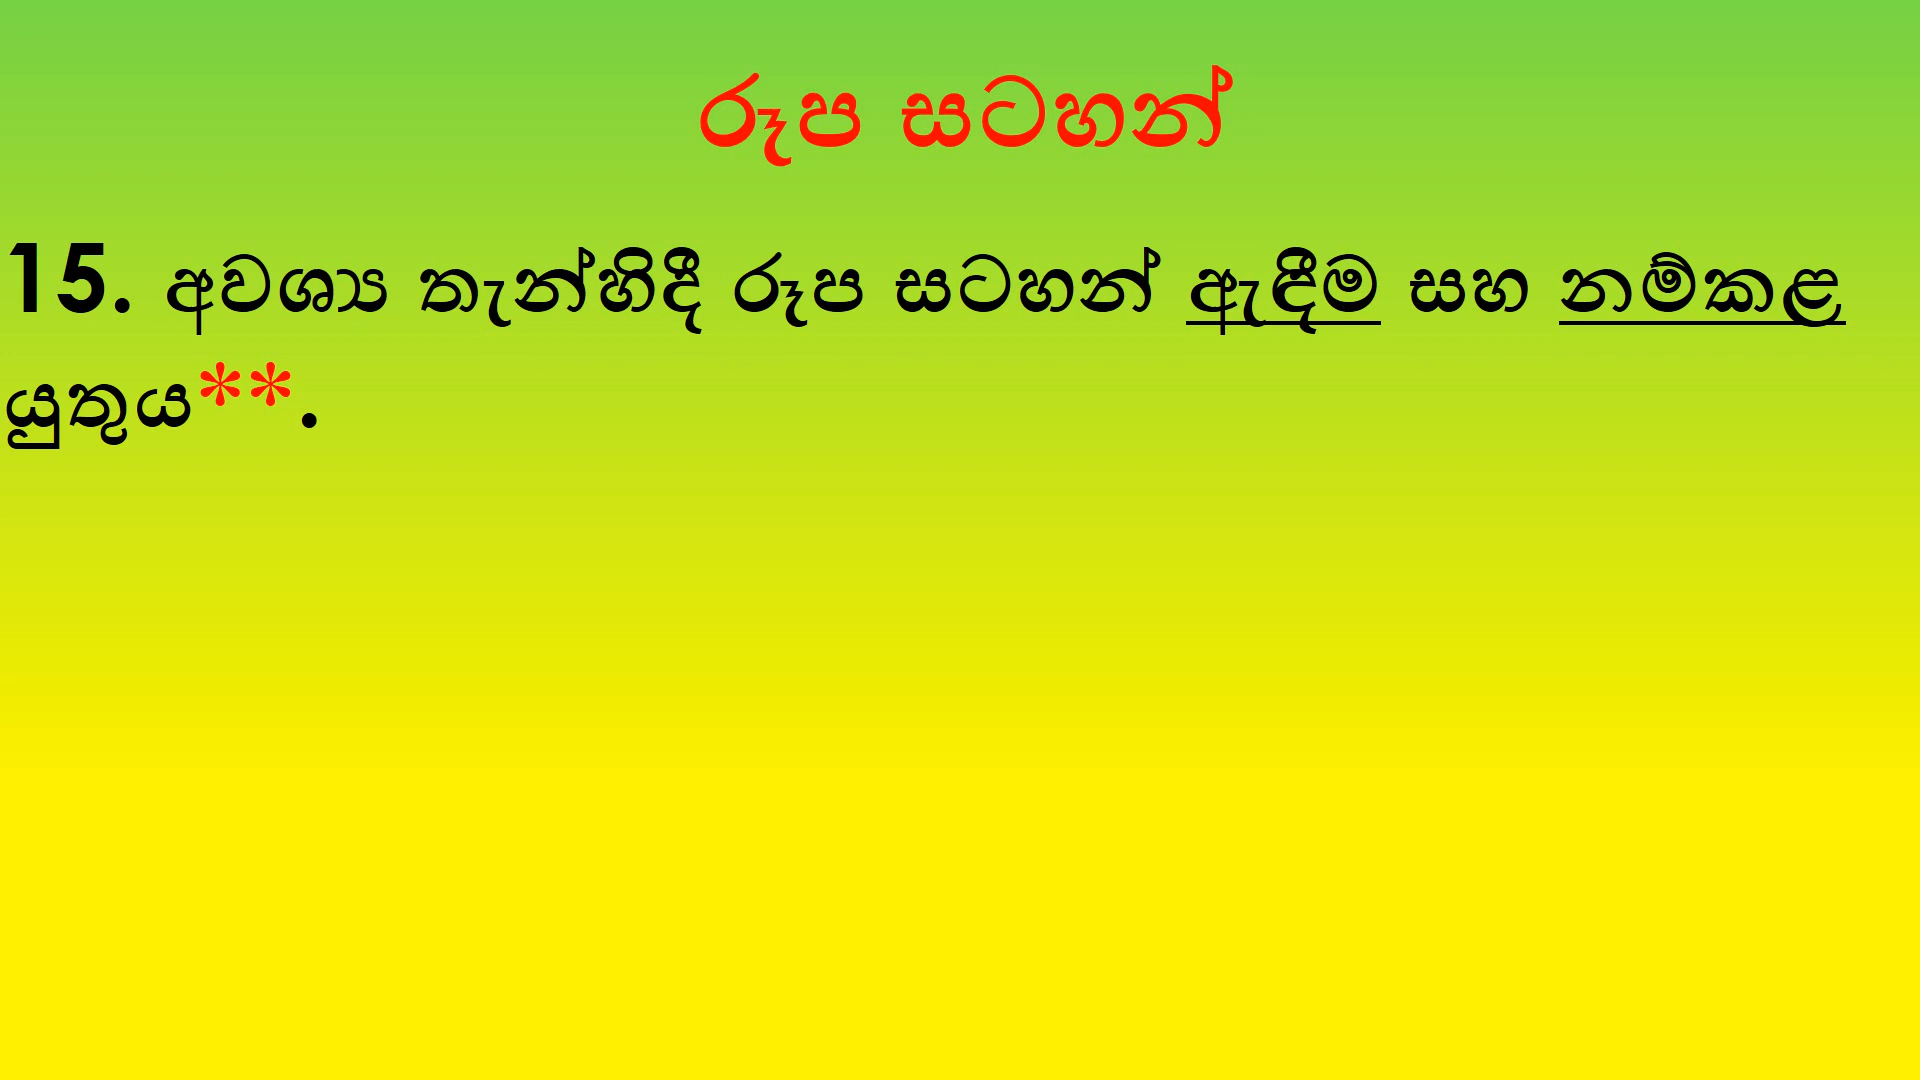 රූප සටහන්
15. අවශ්‍ය තැන්හිදී රූප සටහන් ඇඳීම සහ නම්කළ
යුතුය**.